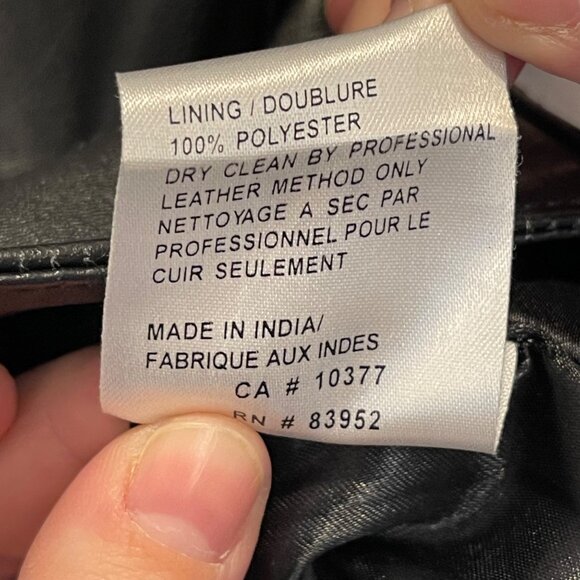 LINING / DOUBLURE
100% POLYESTER
DRY CLEAN BY PROFESSIONAL
LEATHER METHOD ONLY
NETTOYAGE A SEC PAR
PROFESSIONNEL POUR LE
CUIR SEULEMENT
MADE IN INDIA/
FABRIQUE AUX INDES
CA # 10377
RN # 83952